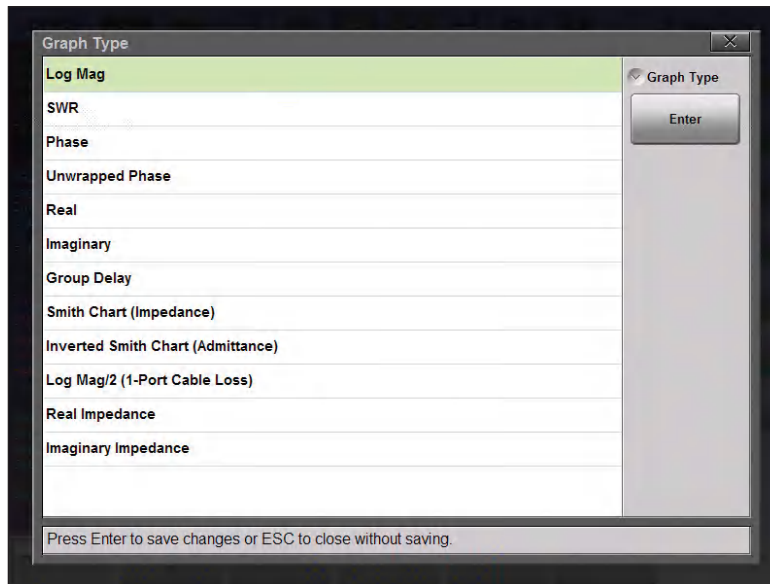 Graph Type
Log Mag
SWR
Phase
Unwrapped Phase
Real
Imaginary
Group Delay
Smith Chart (Impedance)
Inverted Smith Chart (Admittance)
Log Mag/2 (1-Port Cable Loss)
Real Impedance
Imaginary Impedance
Graph Type
Enter
Press Enter to save changes or ESC to close without saving.